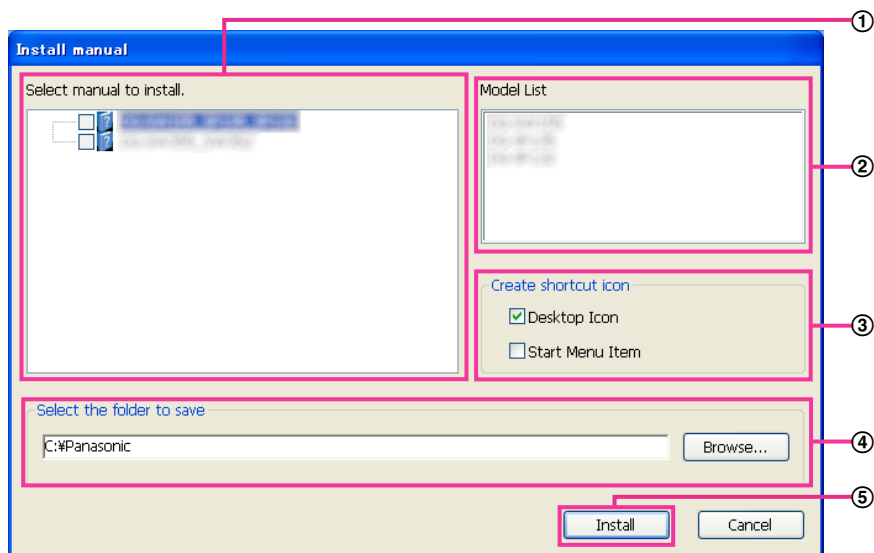 ①
Install manual
Select manual to install.
Model List
②
Create shortcut icon
Desktop Icon
③
Start Menu Item
Select the folder to save
C:¥Panasonic
Browse...
④
⑤
Install
Cancel